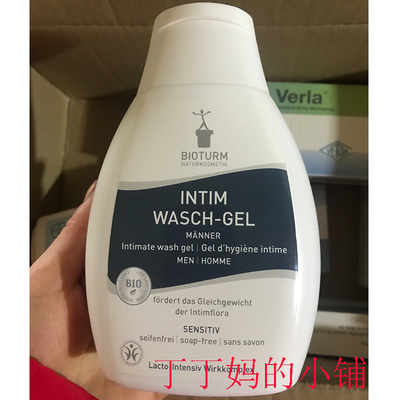 Verla®
BIOTURM
NATURKOSMETIK
INTIM
WASCH-GEL
MÄNNER
Intimate wash gel | Gel d'hygiène intime
MEN | HOMME
BIO
fördert das Gleichgewicht
der Intimflora
SENSITIV
seifenfrei | soap-free | sans savon
Lacto-Intensiv Wirkkomplex
丁丁妈的小铺